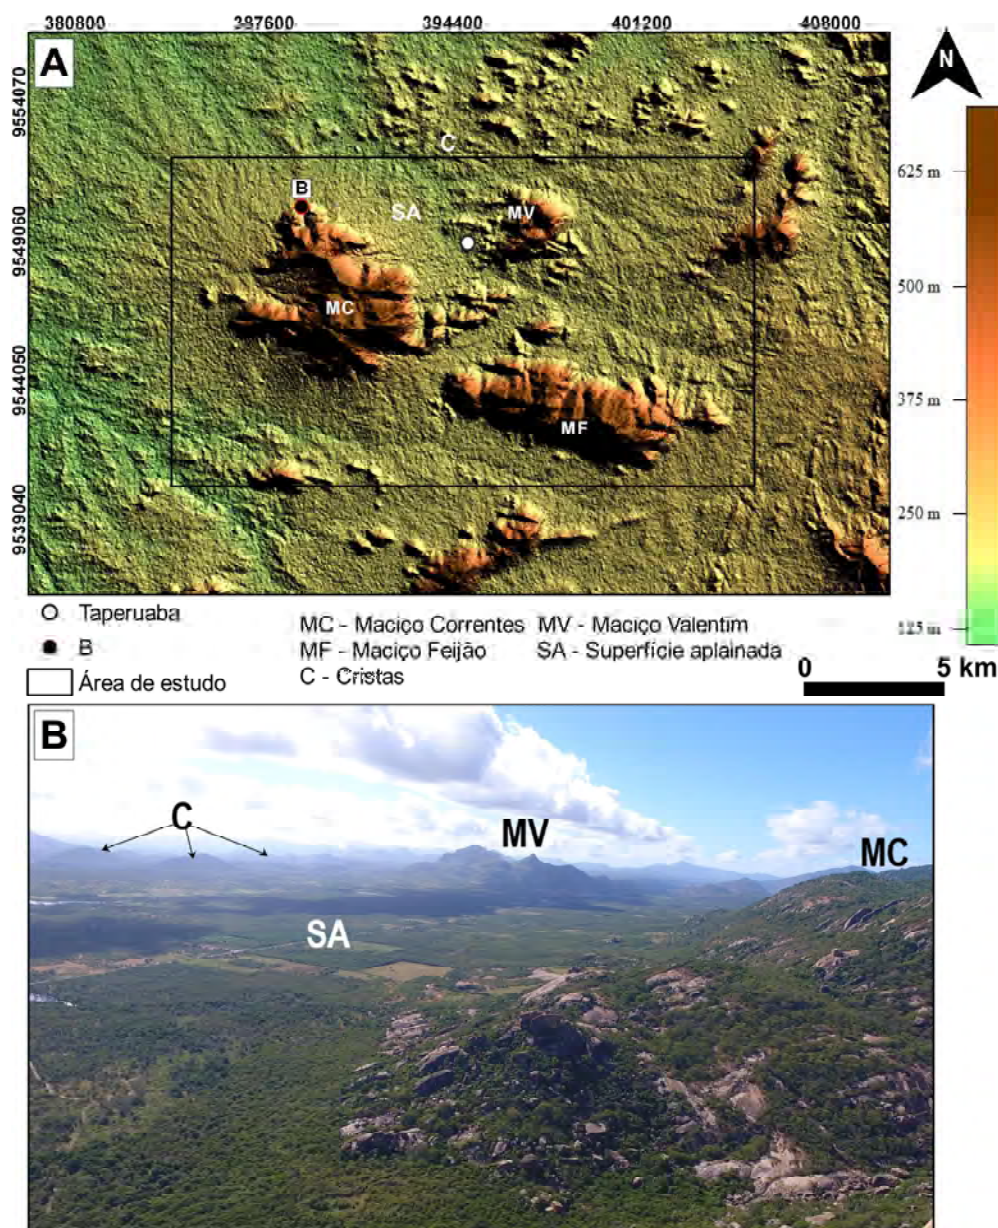 380800 387600 394400 401200 408000
A
N
9554070
9549060
9544050
9539040
C
B
SA
MV
MC
MF
625 m
500 m
375 m
250 m
125 m
Taperuaba
B
Área de estudo
MC - Maciço Correntes MV - Maciço Valentim
MF - Maciço Feijão SA - Superfície aplainada
C - Cristas
0 5 km
B
C
MV
MC
SA